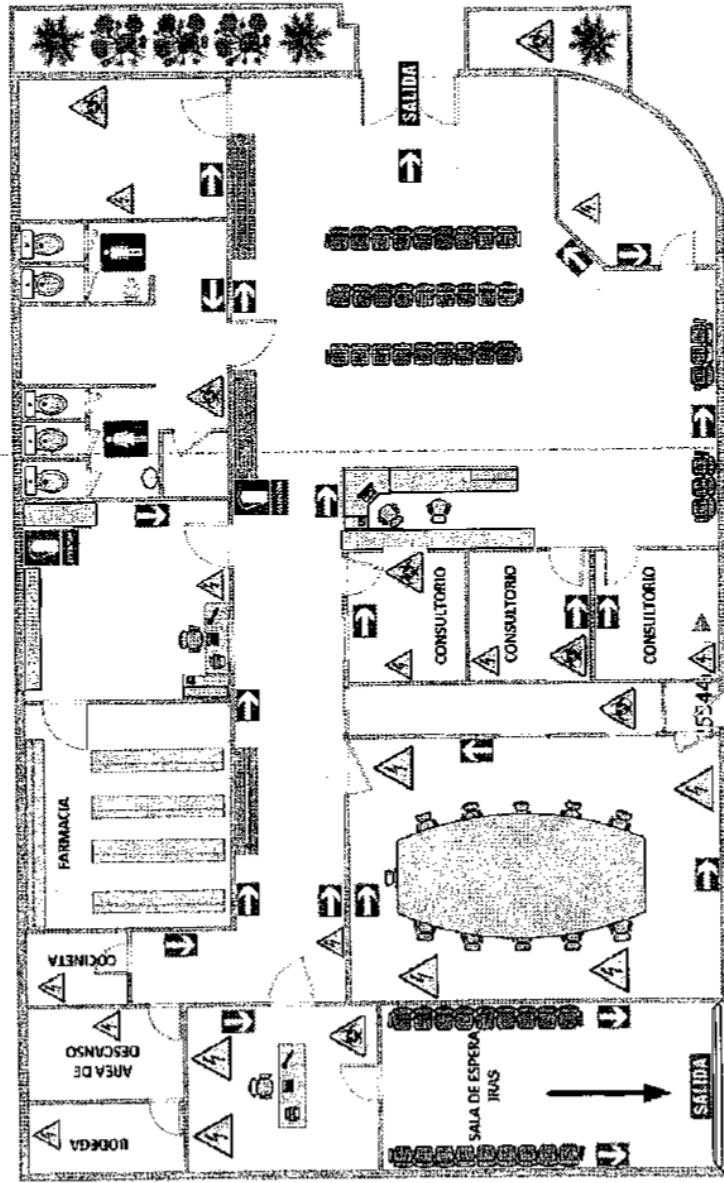 SALIDA
CONSULTORIO
CONSULTORIO
CONSULTORIO
FARMACIA
COCINETA
AREA DE
DESCANSO
BODEGA
SALA DE ESPERA
IRAS
SALIDA